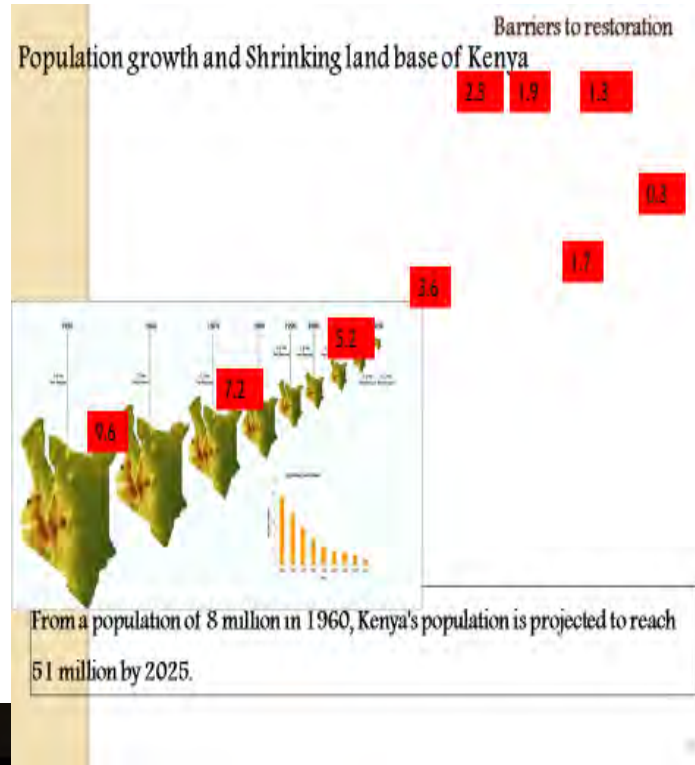 Barriers to restoration
Population growth and Shrinking land base of Kenya
2.3 1.9 1.3
0.3
1.7
3.6
5.2
7.2
9.6
From a population of 8 million in 1960, Kenya's population is projected to reach
51 million by 2025.